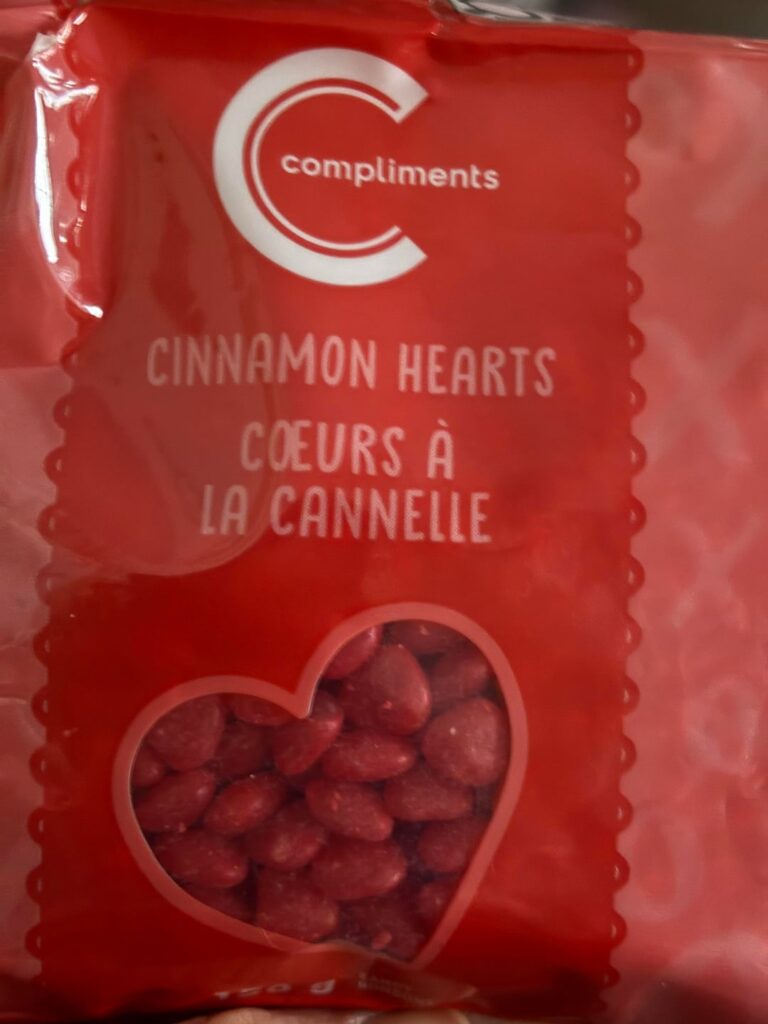 compliments
CINNAMON HEARTS
CŒURS À
LA CANNELLE